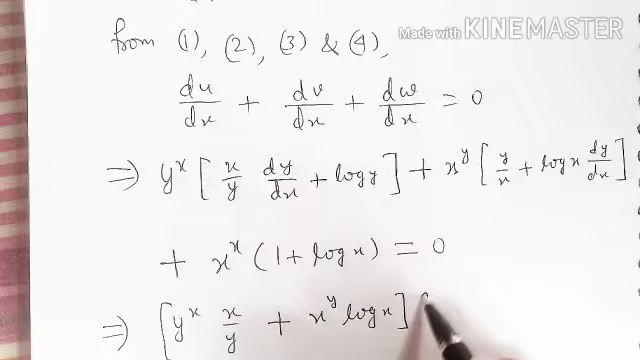 Made with KINEMASTER
from (1), (2), (3) & (4),
du/dx + dv/dx + dw/dx = 0
⇒ y^x [ x/y dy/dx + log y ] + x^y [ y/x + log x dy/dx ]
+ x^x (1 + log x) = 0
⇒ [ y^x x/y + x^y log x ]